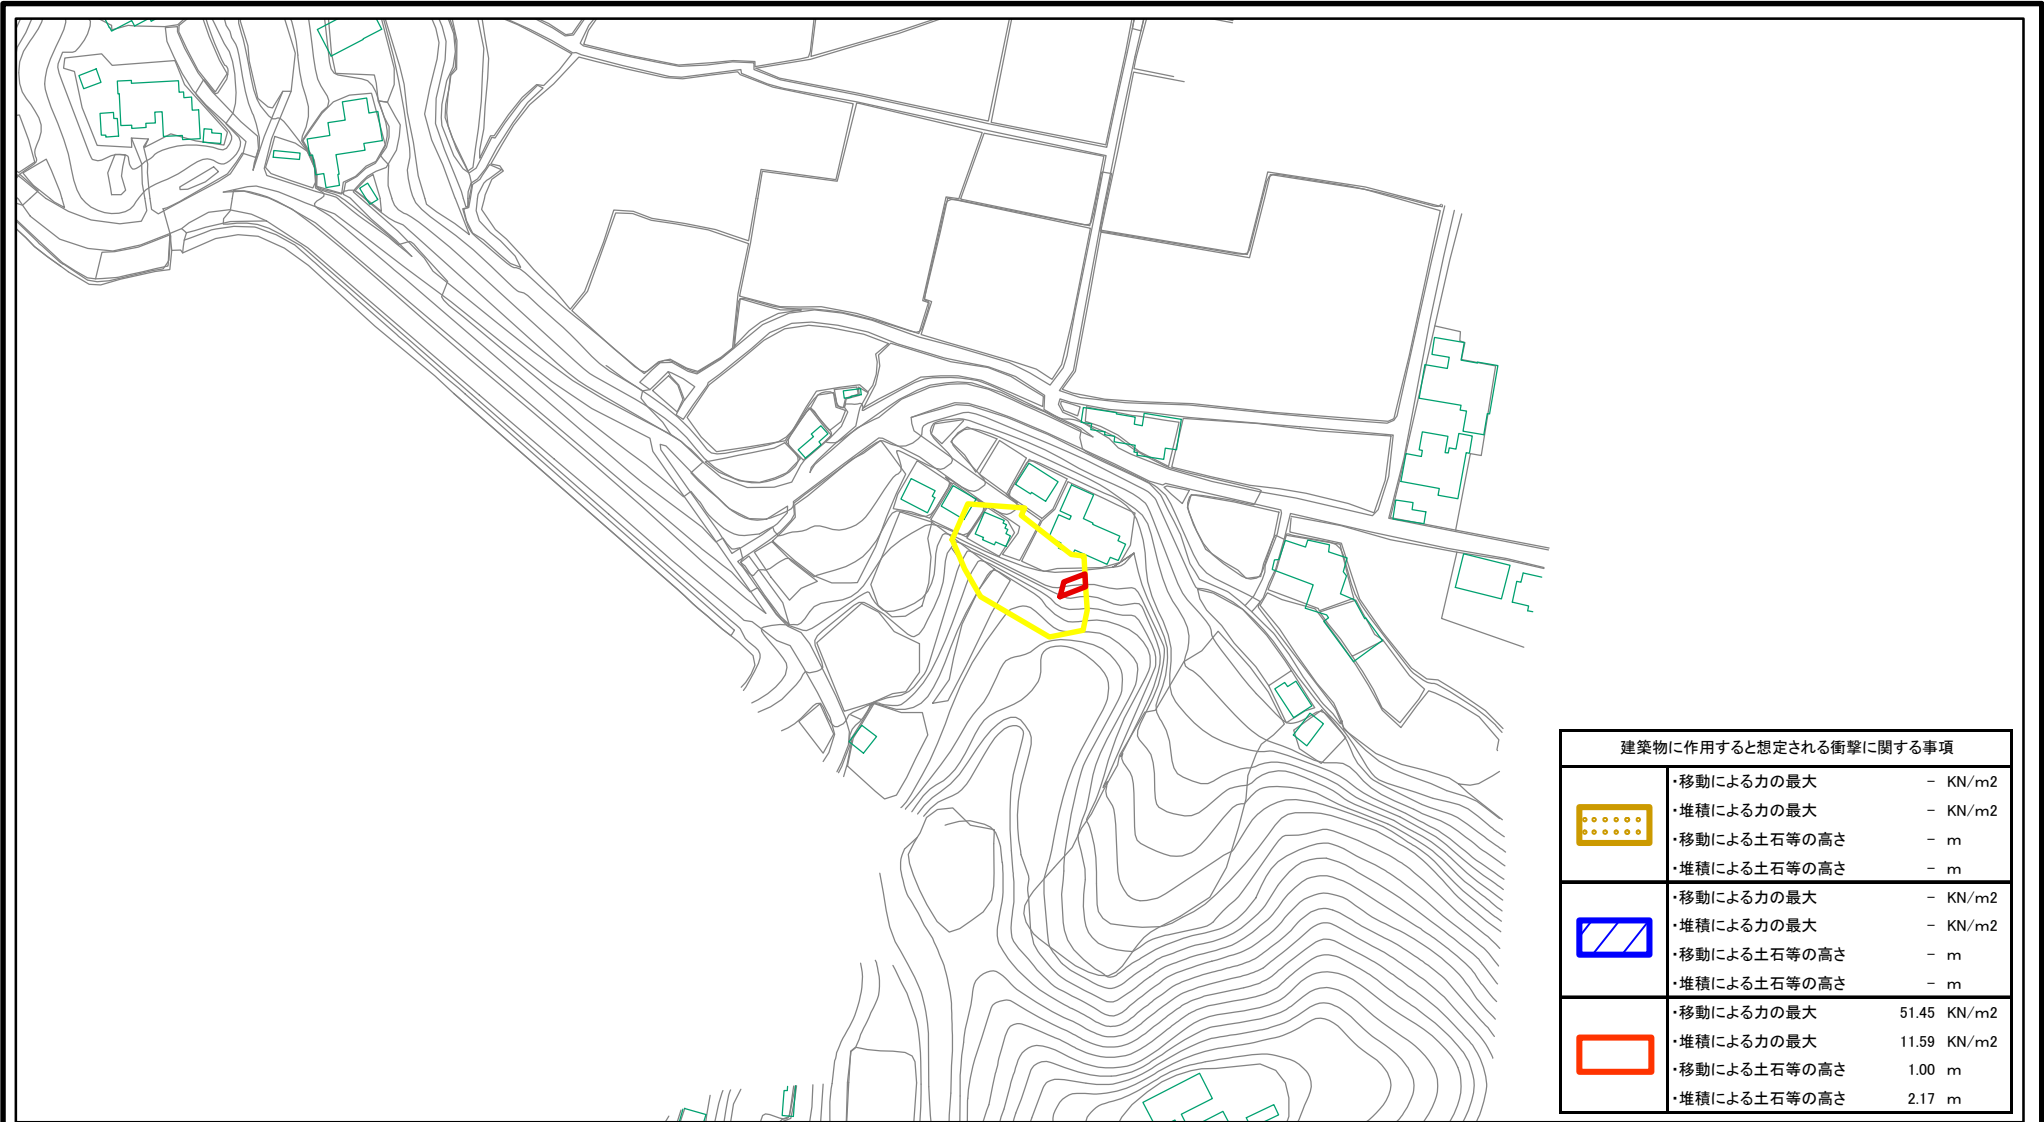 建築物に作用すると想定される衝撃に関する事項
・移動による力の最大 － KN/m2
・堆積による力の最大 － KN/m2
・移動による土石等の高さ － m
・堆積による土石等の高さ － m
・移動による力の最大 － KN/m2
・堆積による力の最大 － KN/m2
・移動による土石等の高さ － m
・堆積による土石等の高さ － m
・移動による力の最大 51.45 KN/m2
・堆積による力の最大 11.59 KN/m2
・移動による土石等の高さ 1.00 m
・堆積による土石等の高さ 2.17 m